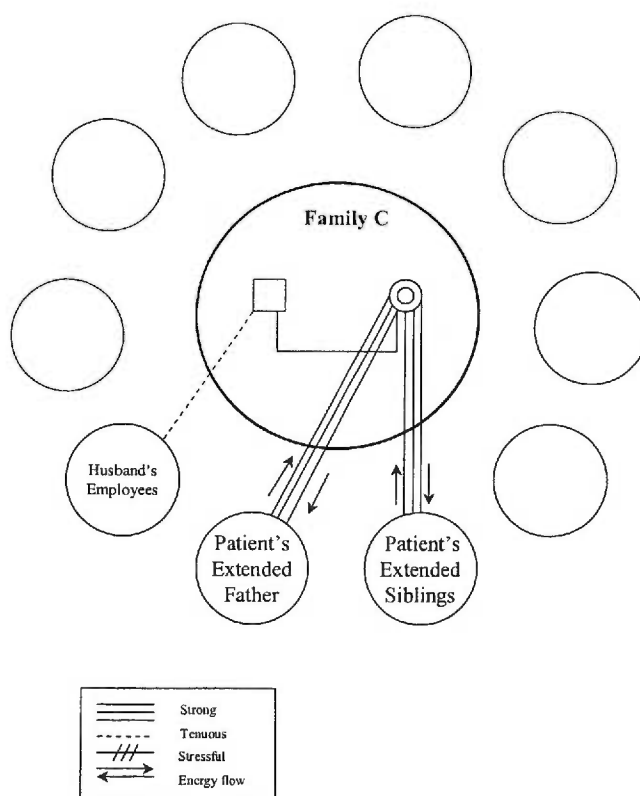 Family C
Husband's
Employees
Patient's
Extended
Father
Patient's
Extended
Siblings
Strong
Tenuous
Stressful
Energy flow